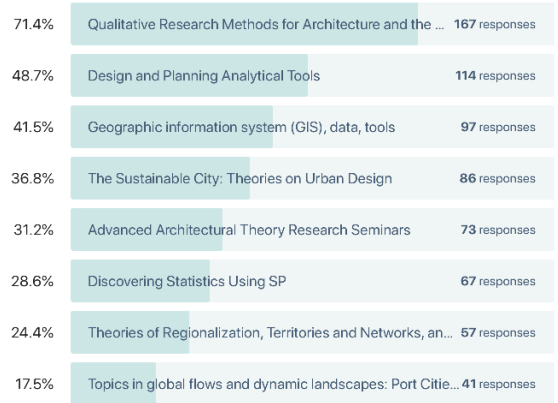 71.4% Qualitative Research Methods for Architecture and the ... 167 responses
48.7% Design and Planning Analytical Tools 114 responses
41.5% Geographic information system (GIS), data, tools 97 responses
36.8% The Sustainable City: Theories on Urban Design 86 responses
31.2% Advanced Architectural Theory Research Seminars 73 responses
28.6% Discovering Statistics Using SP 67 responses
24.4% Theories of Regionalization, Territories and Networks, an... 57 responses
17.5% Topics in global flows and dynamic landscapes: Port Citie... 41 responses